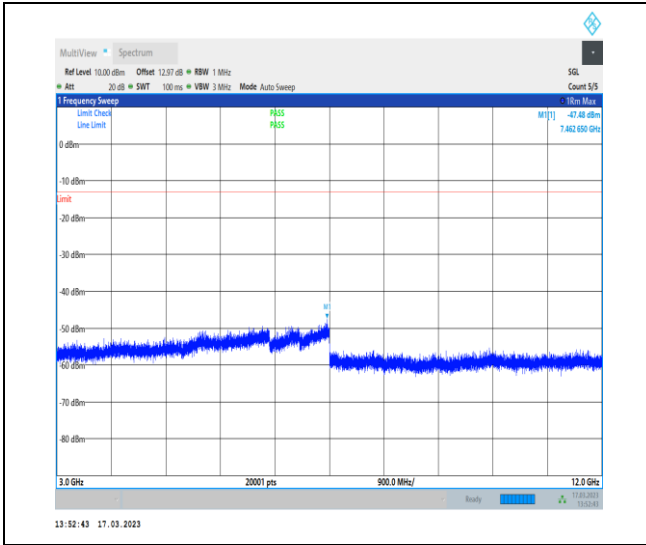 MultiView Spectrum
Ref Level 10.00 dBm Offset 12.97 dB RBW 1 MHz SGL
Att 20 dB SWT 100 ms VBW 3 MHz Mode Auto Sweep Count 5/5
1 Frequency Sweep 1Rm Max
Limit Check PASS M1[1] -47.48 dBm
Line Limit PASS 7.462 650 GHz
0 dBm
-10 dBm
Limit
-20 dBm
-30 dBm
-40 dBm
M1
-50 dBm
-60 dBm
-70 dBm
-80 dBm
3.0 GHz 20001 pts 900.0 MHz/ 12.0 GHz
Ready 17.03.2023
13:52:43
13:52:43 17.03.2023